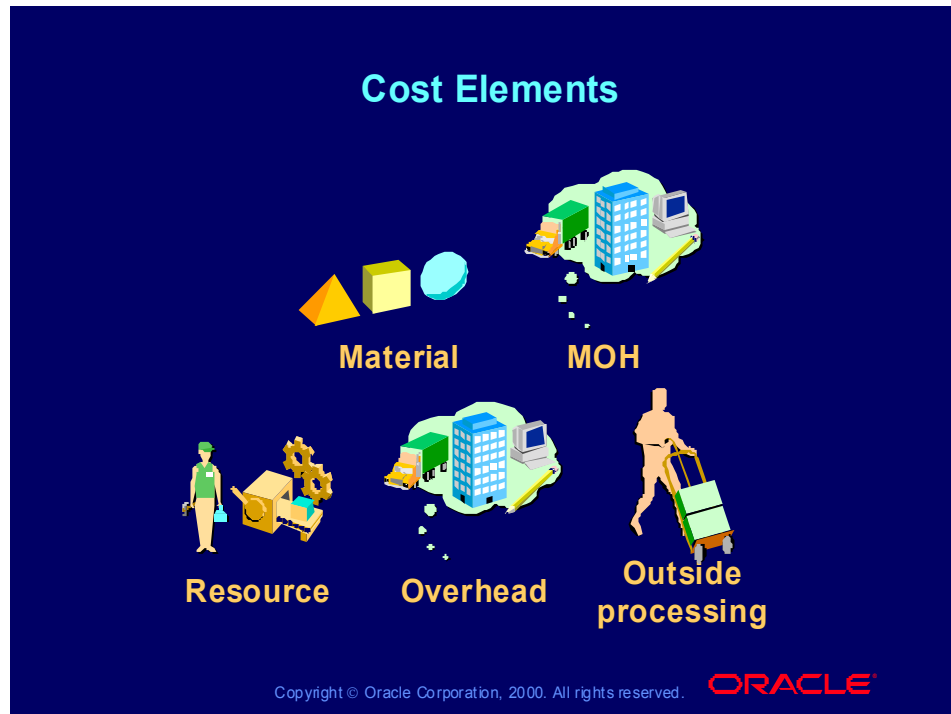 Cost Elements
Material
MOH
Resource
Overhead
Outside
processing
Copyright © Oracle Corporation, 2000. All rights reserved.
ORACLE®